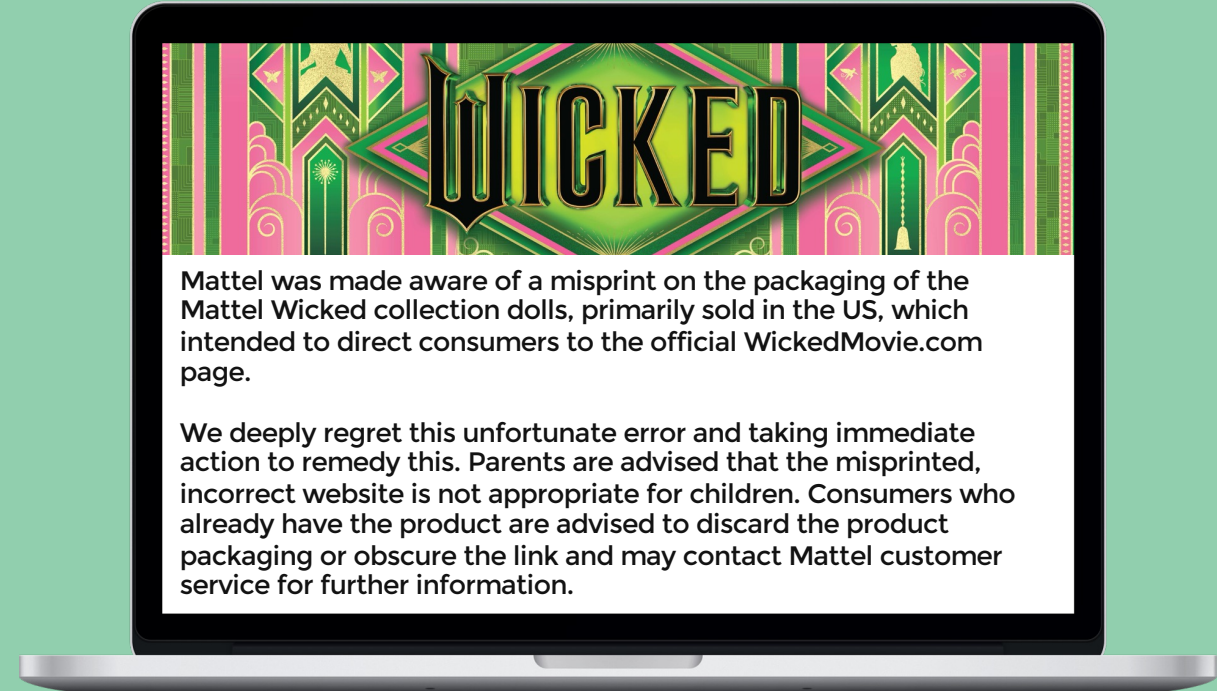 WICKED
Mattel was made aware of a misprint on the packaging of the
Mattel Wicked collection dolls, primarily sold in the US, which
intended to direct consumers to the official WickedMovie.com
page.
We deeply regret this unfortunate error and taking immediate
action to remedy this. Parents are advised that the misprinted,
incorrect website is not appropriate for children. Consumers who
already have the product are advised to discard the product
packaging or obscure the link and may contact Mattel customer
service for further information.